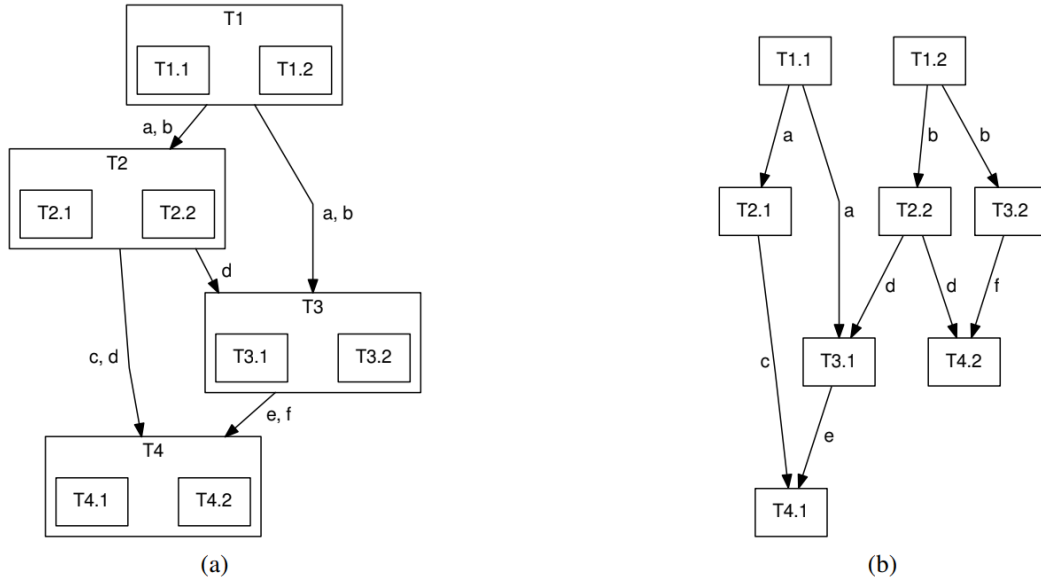 T1
T1.1 T1.2
a, b
T2
T2.1 T2.2
a, b
d
T3
c, d
T3.1 T3.2
e, f
T4
T4.1 T4.2
(a)
T1.1 T1.2
a b b
T2.1 a T2.2 T3.2
d d f
c T3.1 T4.2
e
T4.1
(b)